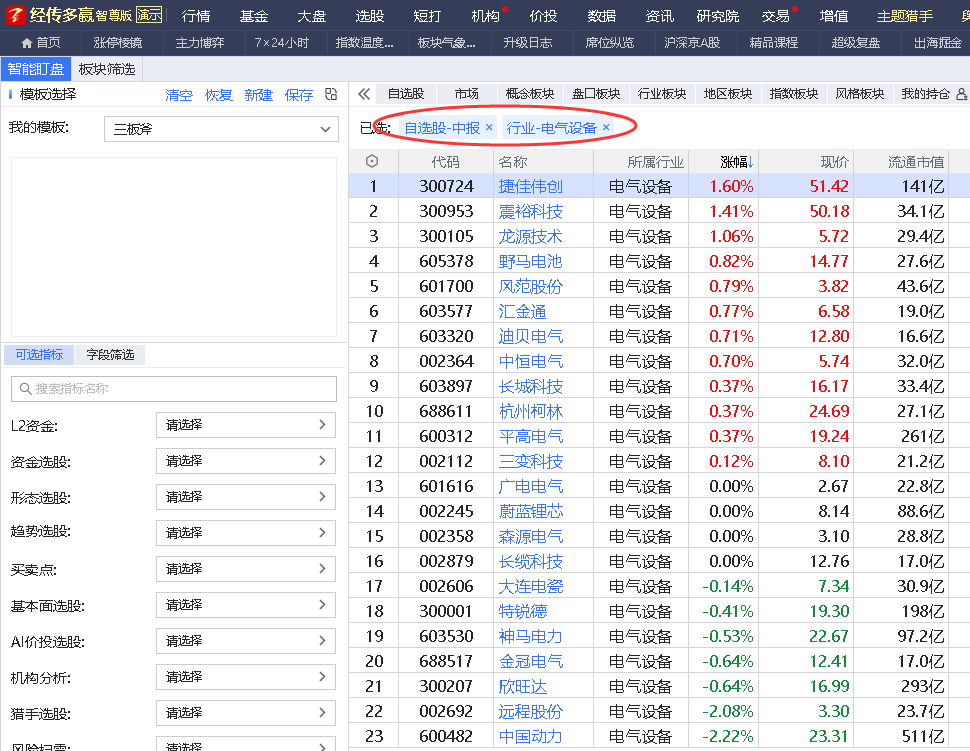 经传多赢 智尊版 演示 行情 基金 大盘 选股 短打 机构 价投 数据 资讯 研究院 交易 增值 主题猎手
首页 涨停棱镜 主力博弈 7×24小时 指数温度... 板块气象... 升级日志 席位纵览 沪深京A股 精品课程 超级复盘 出海掘金
智能盯盘 板块筛选
模板选择 清空 恢复 新建 保存
自选股 市场 概念板块 盘口板块 行业板块 地区板块 指数板块 风格板块 我的持仓
我的模板: 三板斧
已选: 自选股-中报 × 行业-电气设备 ×
代码 名称 所属行业 涨幅↓ 现价 流通市值
1 300724 捷佳伟创 电气设备 1.60% 51.42 141亿
2 300953 震裕科技 电气设备 1.41% 50.18 34.1亿
3 300105 龙源技术 电气设备 1.06% 5.72 29.4亿
4 605378 野马电池 电气设备 0.82% 14.77 27.6亿
5 601700 风范股份 电气设备 0.79% 3.82 43.6亿
6 603577 汇金通 电气设备 0.77% 6.58 19.0亿
7 603320 迪贝电气 电气设备 0.71% 12.80 16.6亿
8 002364 中恒电气 电气设备 0.70% 5.74 32.0亿
9 603897 长城科技 电气设备 0.37% 16.17 33.4亿
10 688611 杭州柯林 电气设备 0.37% 24.69 27.1亿
11 600312 平高电气 电气设备 0.37% 19.24 261亿
12 002112 三变科技 电气设备 0.12% 8.10 21.2亿
13 601616 广电电气 电气设备 0.00% 2.67 22.8亿
14 002245 蔚蓝锂芯 电气设备 0.00% 8.14 88.6亿
15 002358 森源电气 电气设备 0.00% 3.10 28.8亿
16 002879 长缆科技 电气设备 0.00% 12.76 17.0亿
17 002606 大连电瓷 电气设备 -0.14% 7.34 30.9亿
18 300001 特锐德 电气设备 -0.41% 19.30 198亿
19 603530 神马电力 电气设备 -0.53% 22.67 97.2亿
20 688517 金冠电气 电气设备 -0.64% 12.41 17.0亿
21 300207 欣旺达 电气设备 -0.64% 16.99 293亿
22 002692 远程股份 电气设备 -2.08% 3.30 23.7亿
23 600482 中国动力 电气设备 -2.22% 23.31 511亿
可选指标 字段筛选
搜索指标名称
L2资金: 请选择
资金选股: 请选择
形态选股: 请选择
趋势选股: 请选择
买卖点: 请选择
基本面选股: 请选择
AI价投选股: 请选择
机构分析: 请选择
猎手选股: 请选择
风险扫雷: 请选择